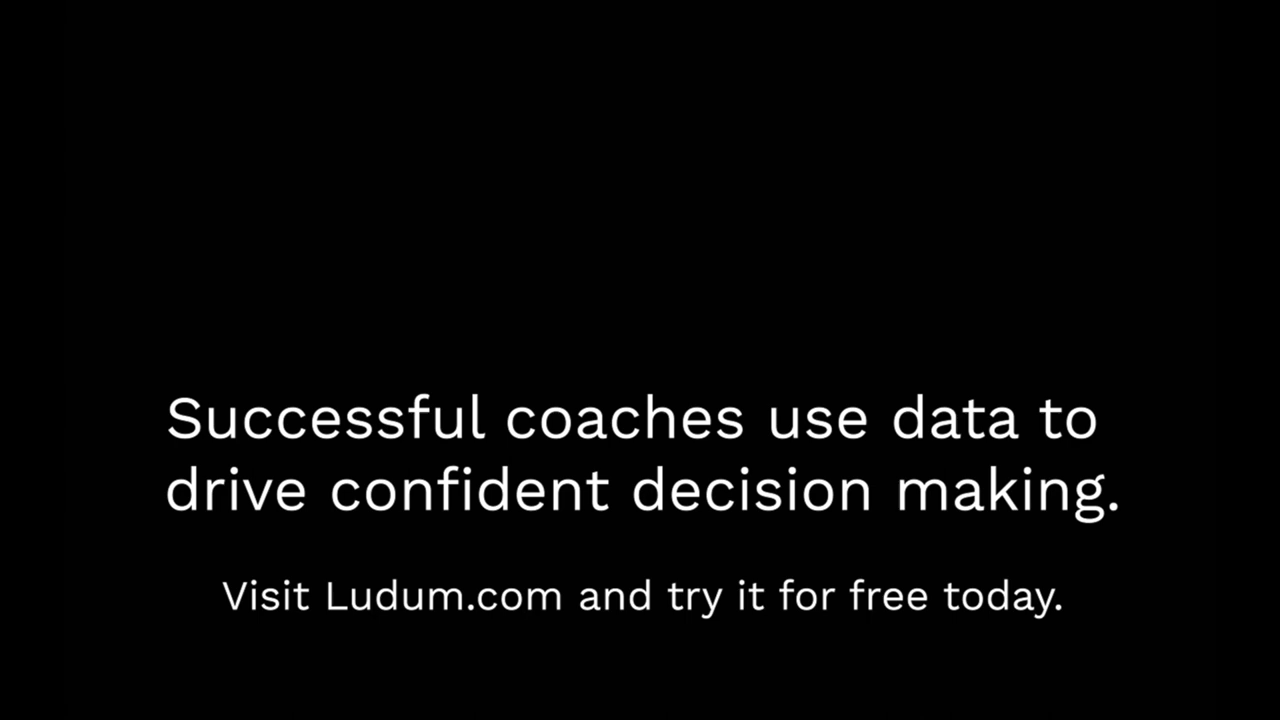 Successful coaches use data to
drive confident decision making.
Visit Ludum.com and try it for free today.